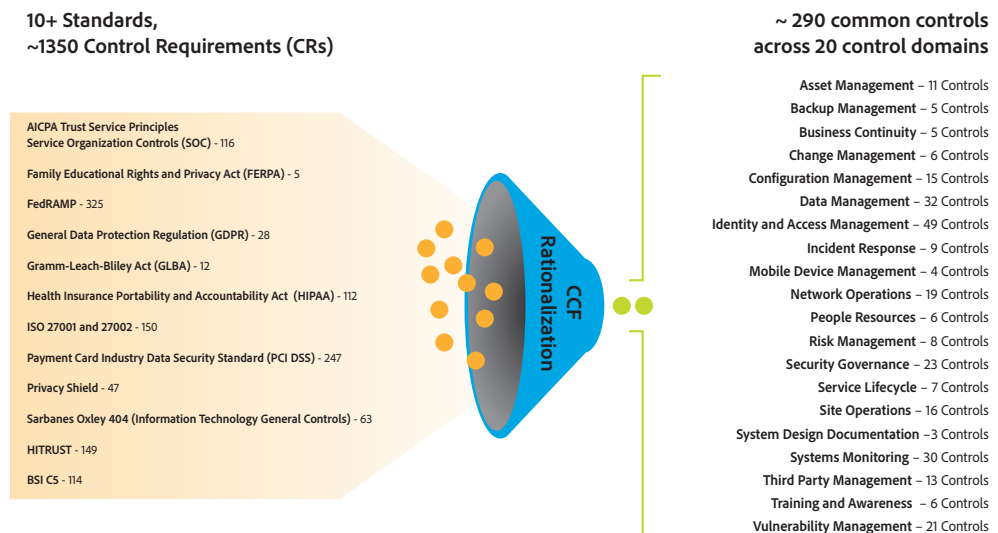 10+ Standards,
~1350 Control Requirements (CRs)
AICPA Trust Service Principles
Service Organization Controls (SOC) - 116
Family Educational Rights and Privacy Act (FERPA) - 5
FedRAMP - 325
General Data Protection Regulation (GDPR) - 28
Gramm-Leach-Bliley Act (GLBA) - 12
Health Insurance Portability and Accountability Act (HIPAA) - 112
ISO 27001 and 27002 - 150
Payment Card Industry Data Security Standard (PCI DSS) - 247
Privacy Shield - 47
Sarbanes Oxley 404 (Information Technology General Controls) - 63
HITRUST - 149
BSI C5 - 114
CCF
Rationalization
~ 290 common controls
across 20 control domains
Asset Management – 11 Controls
Backup Management – 5 Controls
Business Continuity – 5 Controls
Change Management – 6 Controls
Configuration Management – 15 Controls
Data Management – 32 Controls
Identity and Access Management – 49 Controls
Incident Response – 9 Controls
Mobile Device Management – 4 Controls
Network Operations – 19 Controls
People Resources – 6 Controls
Risk Management – 8 Controls
Security Governance – 23 Controls
Service Lifecycle – 7 Controls
Site Operations – 16 Controls
System Design Documentation –3 Controls
Systems Monitoring – 30 Controls
Third Party Management – 13 Controls
Training and Awareness – 6 Controls
Vulnerability Management – 21 Controls